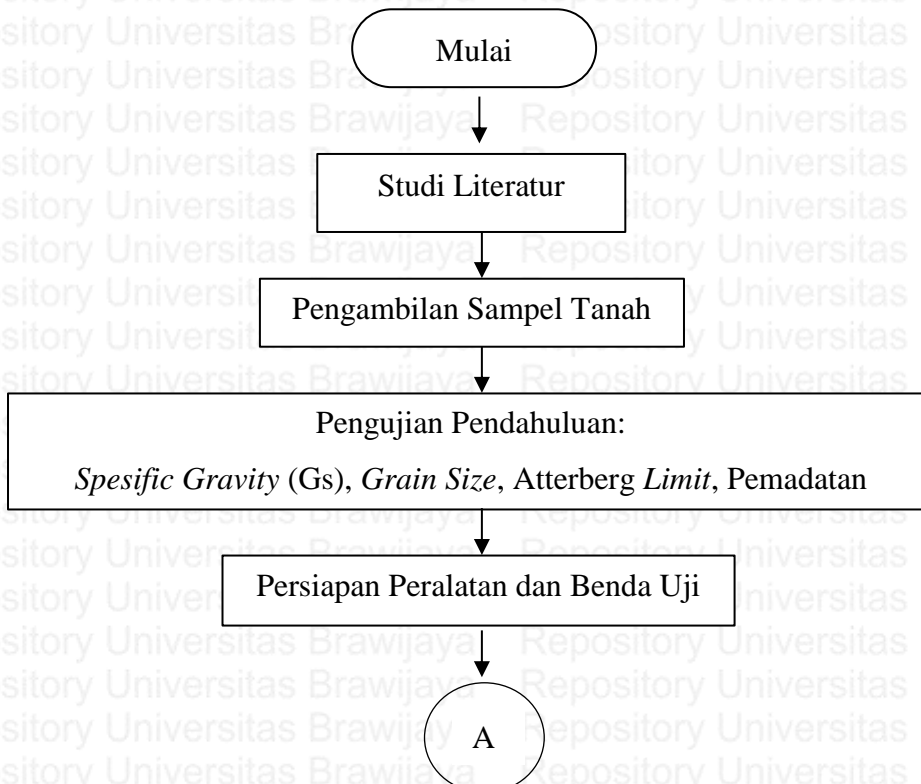 Mulai
Studi Literatur
Pengambilan Sampel Tanah
Pengujian Pendahuluan:
Spesific Gravity (Gs), Grain Size, Atterberg Limit, Pemadatan
Persiapan Peralatan dan Benda Uji
A